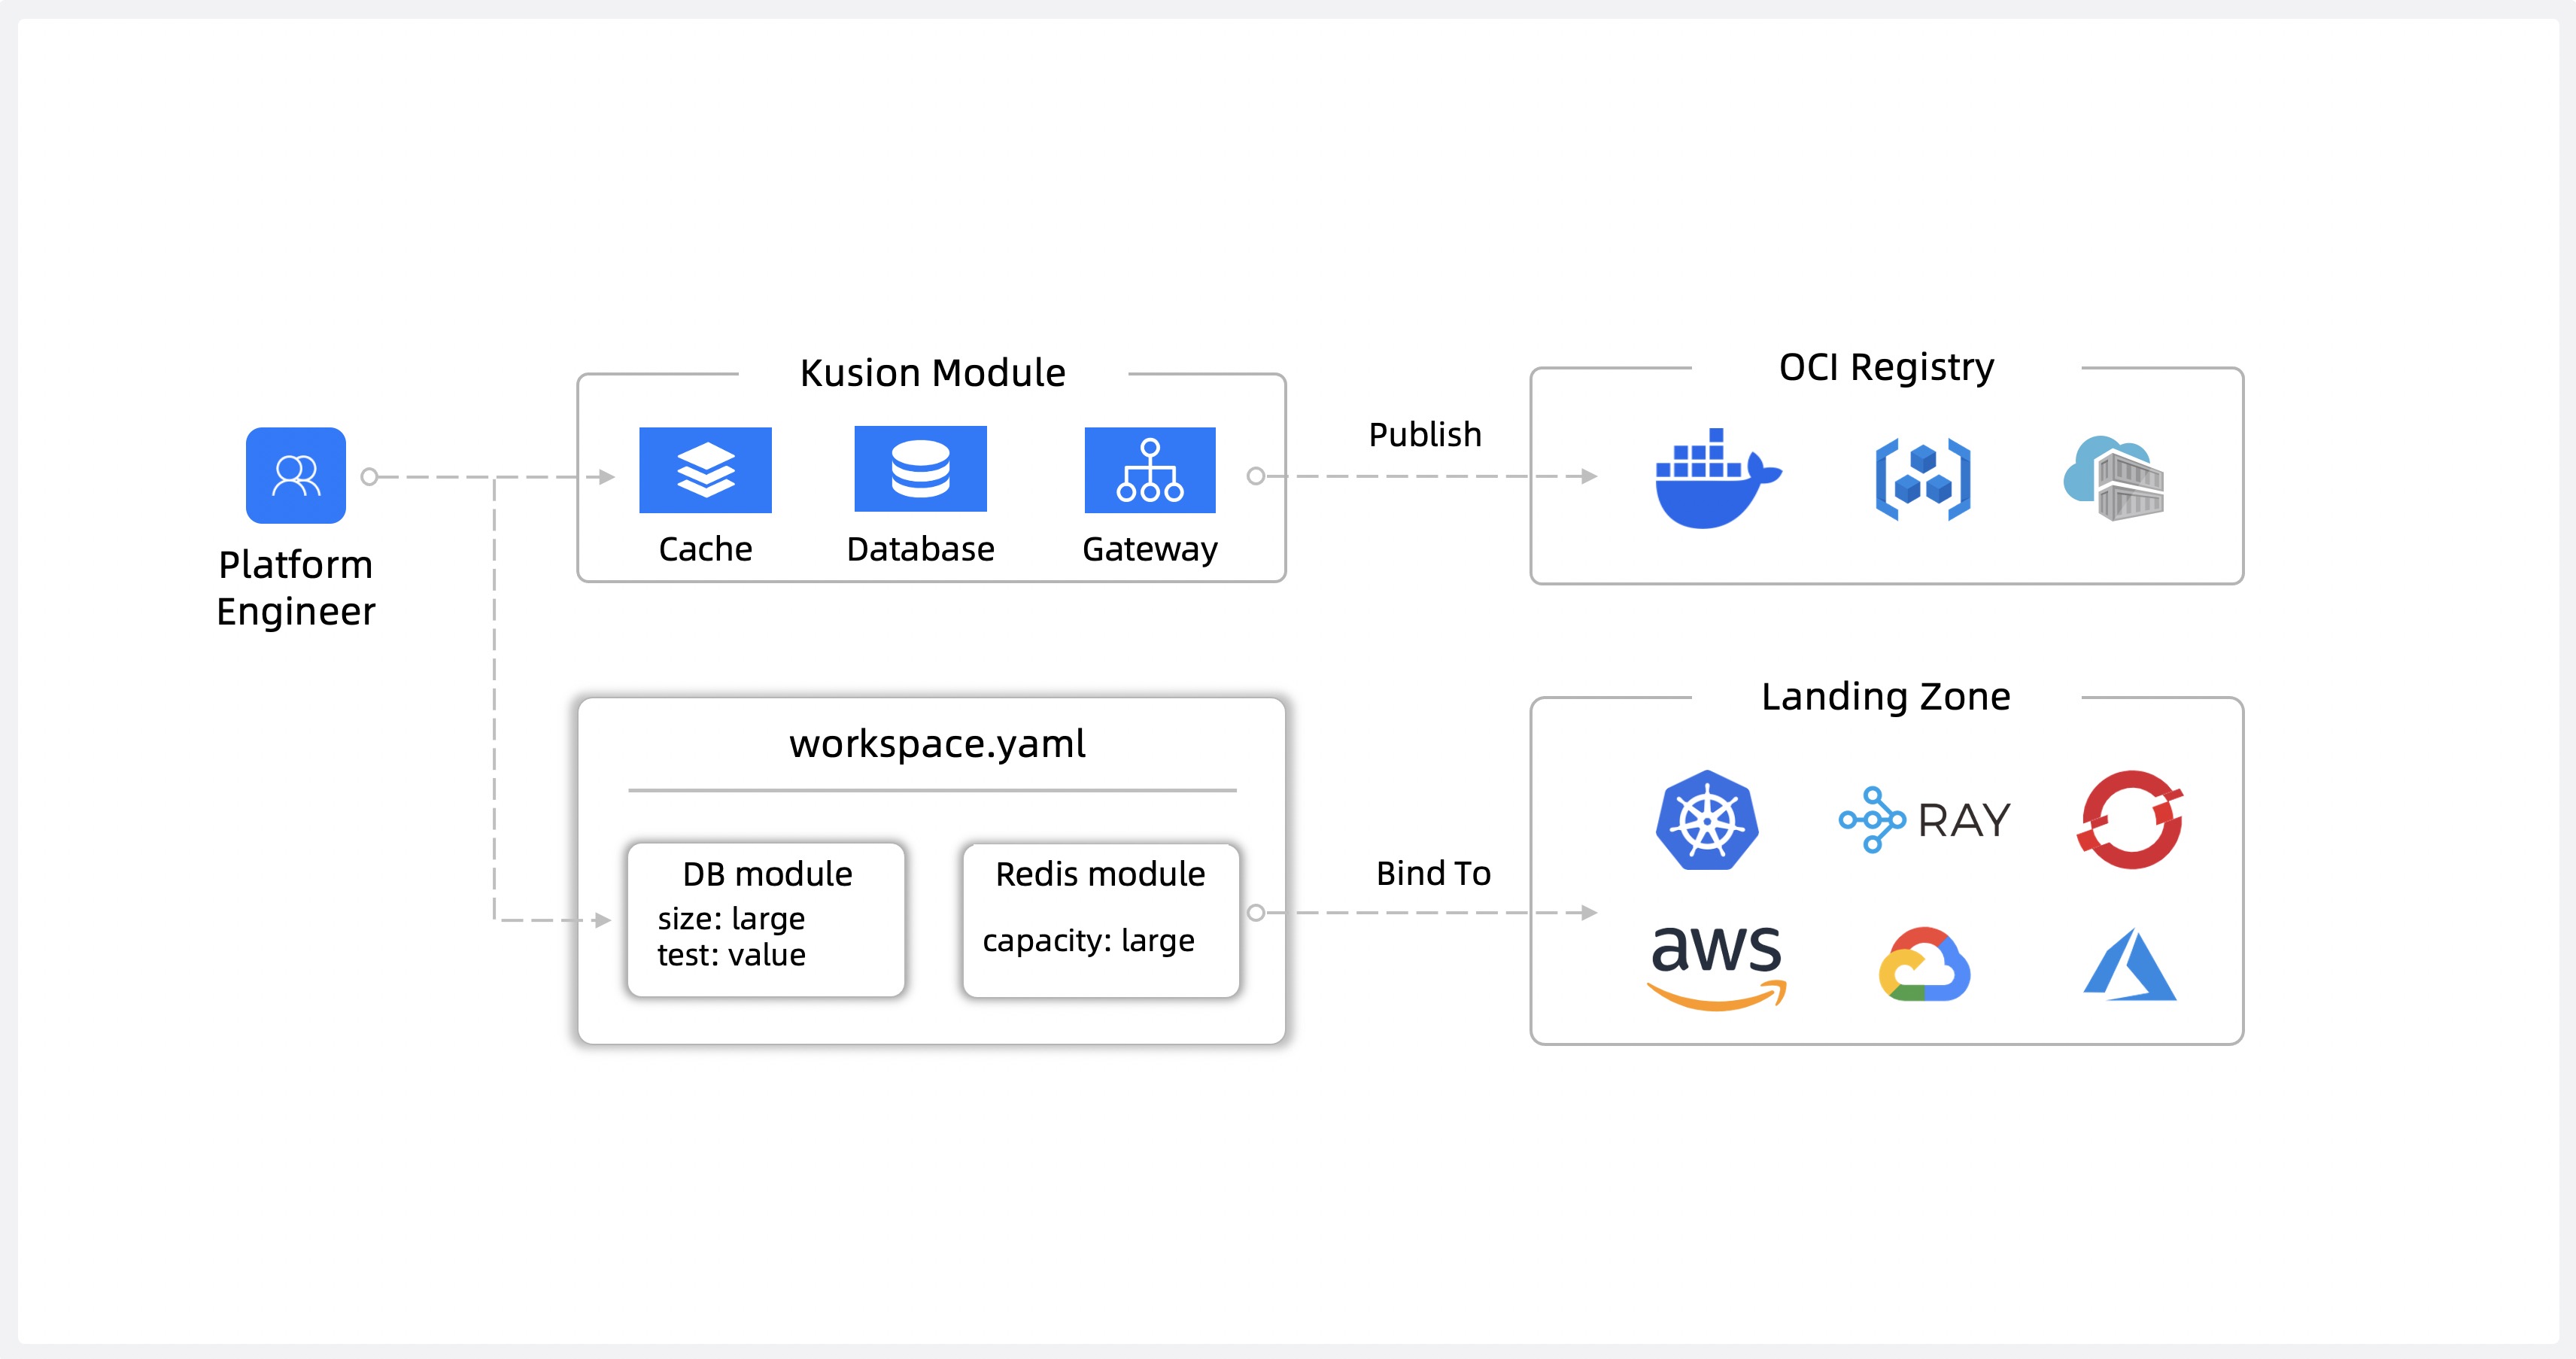 Kusion Module
Cache
Database
Gateway
Platform
Engineer
Publish
OCI Registry
workspace.yaml
DB module
size: large
test: value
Redis module
capacity: large
Bind To
Landing Zone
RAY
aws